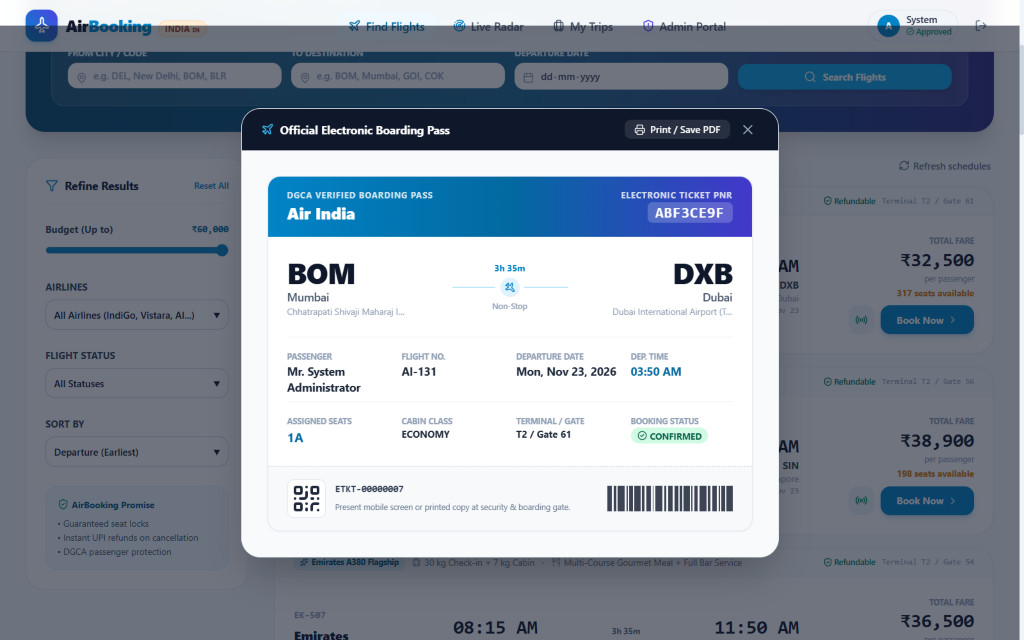 AirBooking INDIA IN
Find Flights
Live Radar
My Trips
Admin Portal
A
System
Approved
FROM CITY / CODE
TO DESTINATION
DEPARTURE DATE
e.g. DEL, New Delhi, BOM, BLR
e.g. BOM, Mumbai, GOI, COK
dd-mm-yyyy
Search Flights
Official Electronic Boarding Pass
Print / Save PDF
DGCA VERIFIED BOARDING PASS
Air India
ELECTRONIC TICKET PNR
ABF3CE9F
BOM
Mumbai
Chhatrapati Shivaji Maharaj I...
3h 35m
Non-Stop
DXB
Dubai
Dubai International Airport (T...
PASSENGER
Mr. System
Administrator
FLIGHT NO.
AI-131
DEPARTURE DATE
Mon, Nov 23, 2026
DEP. TIME
03:50 AM
ASSIGNED SEATS
1A
CABIN CLASS
ECONOMY
TERMINAL / GATE
T2 / Gate 61
BOOKING STATUS
CONFIRMED
ETKT-00000007
Present mobile screen or printed copy at security & boarding gate.
Refine Results
Reset All
Budget (Up to)
₹60,000
AIRLINES
All Airlines (IndiGo, Vistara, AI...)
FLIGHT STATUS
All Statuses
SORT BY
Departure (Earliest)
AirBooking Promise
• Guaranteed seat locks
• Instant UPI refunds on cancellation
• DGCA passenger protection
Refresh schedules
Refundable
Terminal T2 / Gate 61
TOTAL FARE
₹32,500
per passenger
317 seats available
Book Now
AM
DXB
Dubai
23
Refundable
Terminal T2 / Gate 56
TOTAL FARE
₹38,900
per passenger
198 seats available
Book Now
AM
SIN
23
Emirates A380 Flagship
30 kg Check-in + 7 kg Cabin
Multi-Course Gourmet Meal + Full Bar Service
Refundable
Terminal T2 / Gate 54
EK-507
Emirates
08:15 AM
3h 35m
11:50 AM
TOTAL FARE
₹36,500